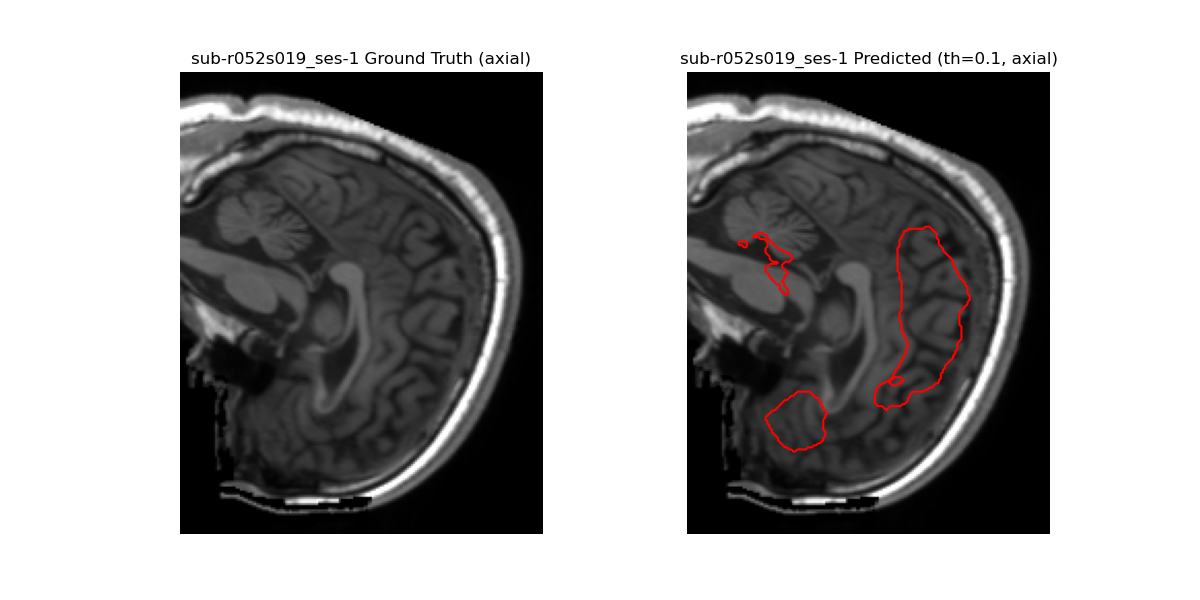 sub-r052s019_ses-1 Ground Truth (axial)
sub-r052s019_ses-1 Predicted (th=0.1, axial)